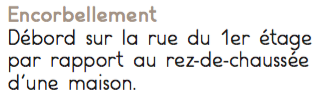 Encorbellement
Débord sur la rue du 1er étage
par rapport au rez-de-chaussée
d'une maison.